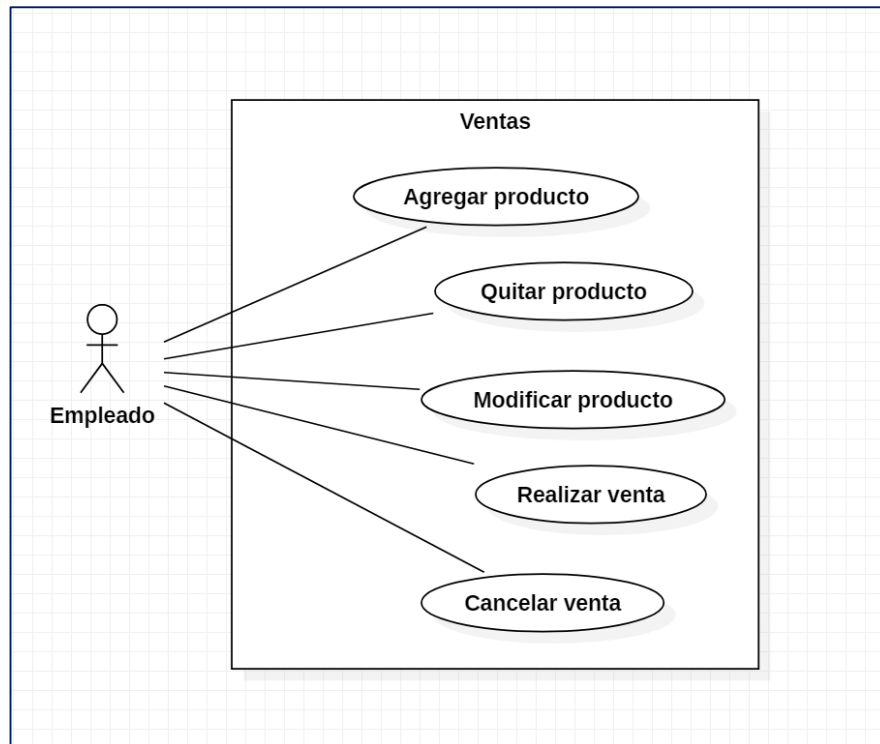 Ventas
Agregar producto
Quitar producto
Modificar producto
Empleado
Realizar venta
Cancelar venta